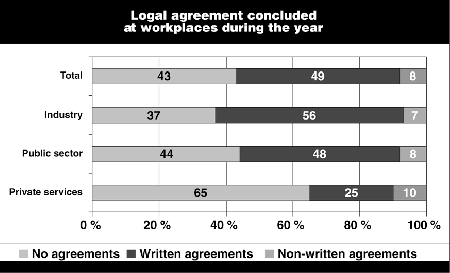 Logal agreement concluded
at workplaces during the year
Total
43
49
8
Industry
37
56
7
Public sector
44
48
8
Private services
65
25
10
0 %
20 %
40 %
60 %
80 %
100 %
No agreements
Written agreements
Non-written agreements